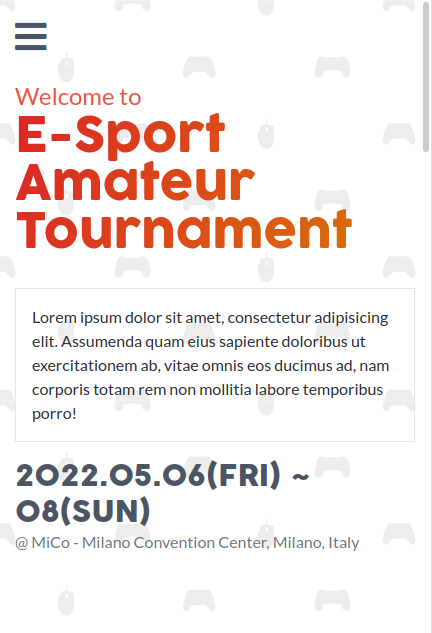 Welcome to
E-Sport
Amateur
Tournament
Lorem ipsum dolor sit amet, consectetur adipisicing
elit. Assumenda quam eius sapiente doloribus ut
exercitationem ab, vitae omnis eos ducimus ad, nam
corporis totam rem non mollitia labore temporibus
porro!
2022.05.06(FRI) ~
08(SUN)
@ MiCo - Milano Convention Center, Milano, Italy